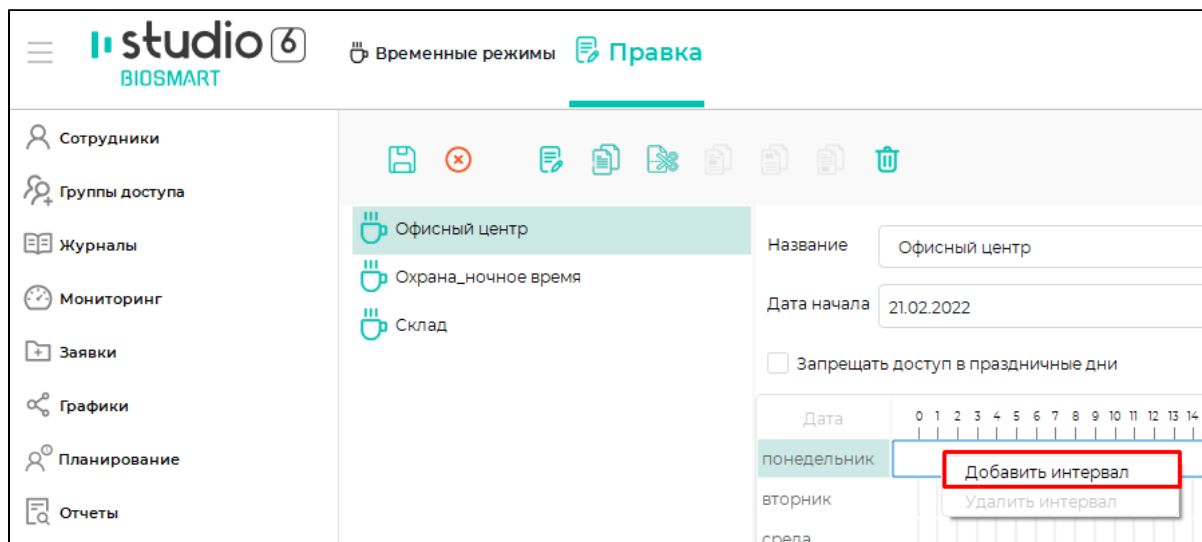 studio 6
BIOSMART
Временные режимы
Правка
Сотрудники
Группы доступа
Журналы
Мониторинг
Заявки
Графики
Планирование
Отчеты
Офисный центр
Охрана_ночное время
Склад
Название Офисный центр
Дата начала 21.02.2022
Запрещать доступ в праздничные дни
Дата 0 1 2 3 4 5 6 7 8 9 10 11 12 13 14
понедельник
Добавить интервал
вторник
Удалить интервал
среда